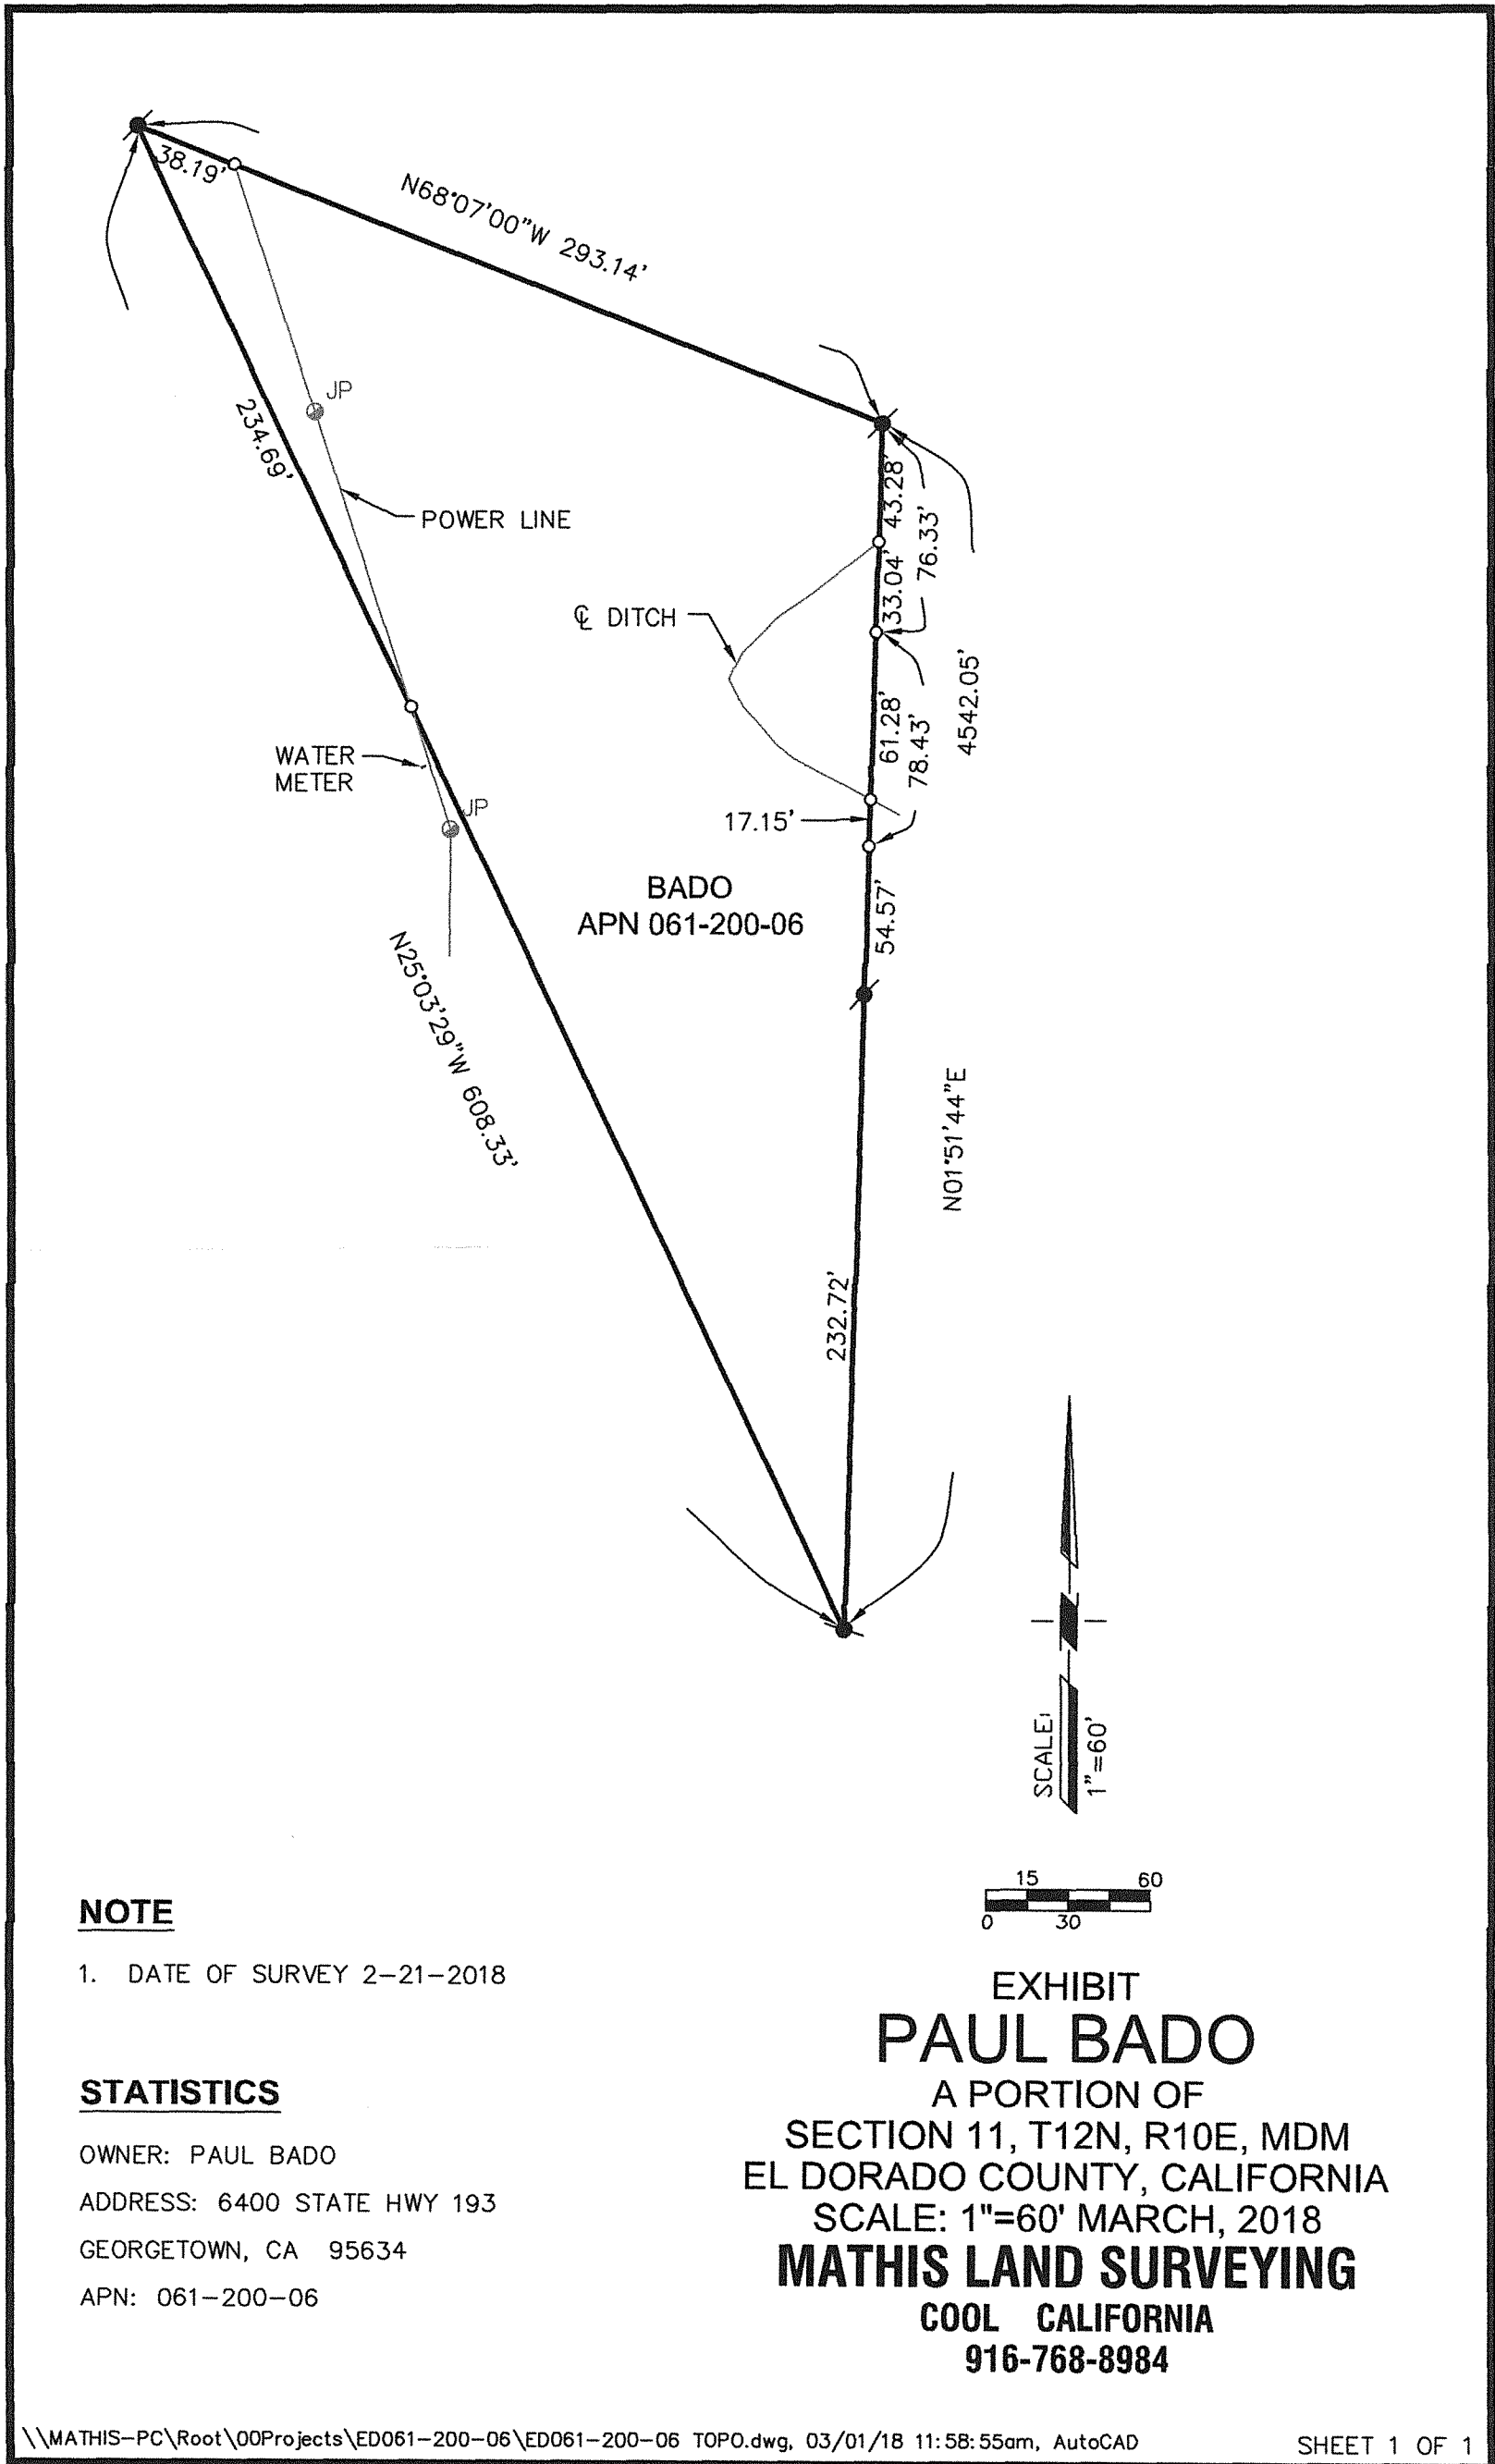 38.19'
N68°07'00"W 293.14'
JP
234.69'
POWER LINE
43.28'
76.33'
33.04'
℄ DITCH
4542.05'
61.28'
78.43'
WATER
METER
JP
17.15'
BADO
APN 061-200-06
54.57'
N25°03'29"W 608.33'
N01°51'44"E
232.72'
SCALE:
1"=60'
15 60
0 30
NOTE
1. DATE OF SURVEY 2-21-2018
STATISTICS
OWNER: PAUL BADO
ADDRESS: 6400 STATE HWY 193
GEORGETOWN, CA 95634
APN: 061-200-06
EXHIBIT
PAUL BADO
A PORTION OF
SECTION 11, T12N, R10E, MDM
EL DORADO COUNTY, CALIFORNIA
SCALE: 1"=60' MARCH, 2018
MATHIS LAND SURVEYING
COOL CALIFORNIA
916-768-8984
\\MATHIS-PC\Root\00Projects\ED061-200-06\ED061-200-06 TOPO.dwg, 03/01/18 11:58:55am, AutoCAD
SHEET 1 OF 1